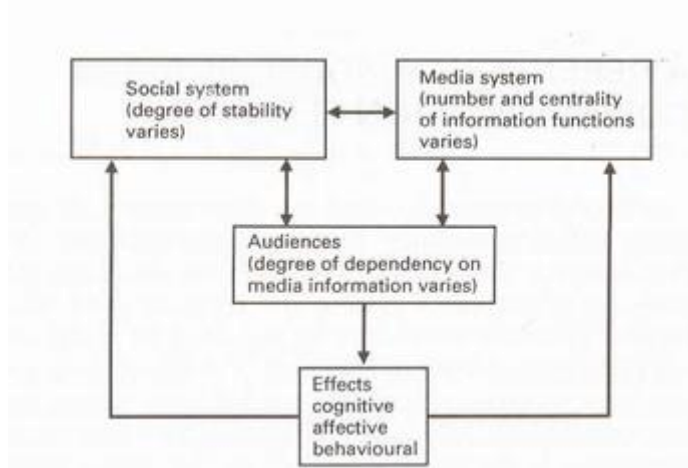 Social system
(degree of stability
varies)
Media system
(number and centrality
of information functions
varies)
Audiences
(degree of dependency on
media information varies)
Effects
cognitive
affective
behavioural